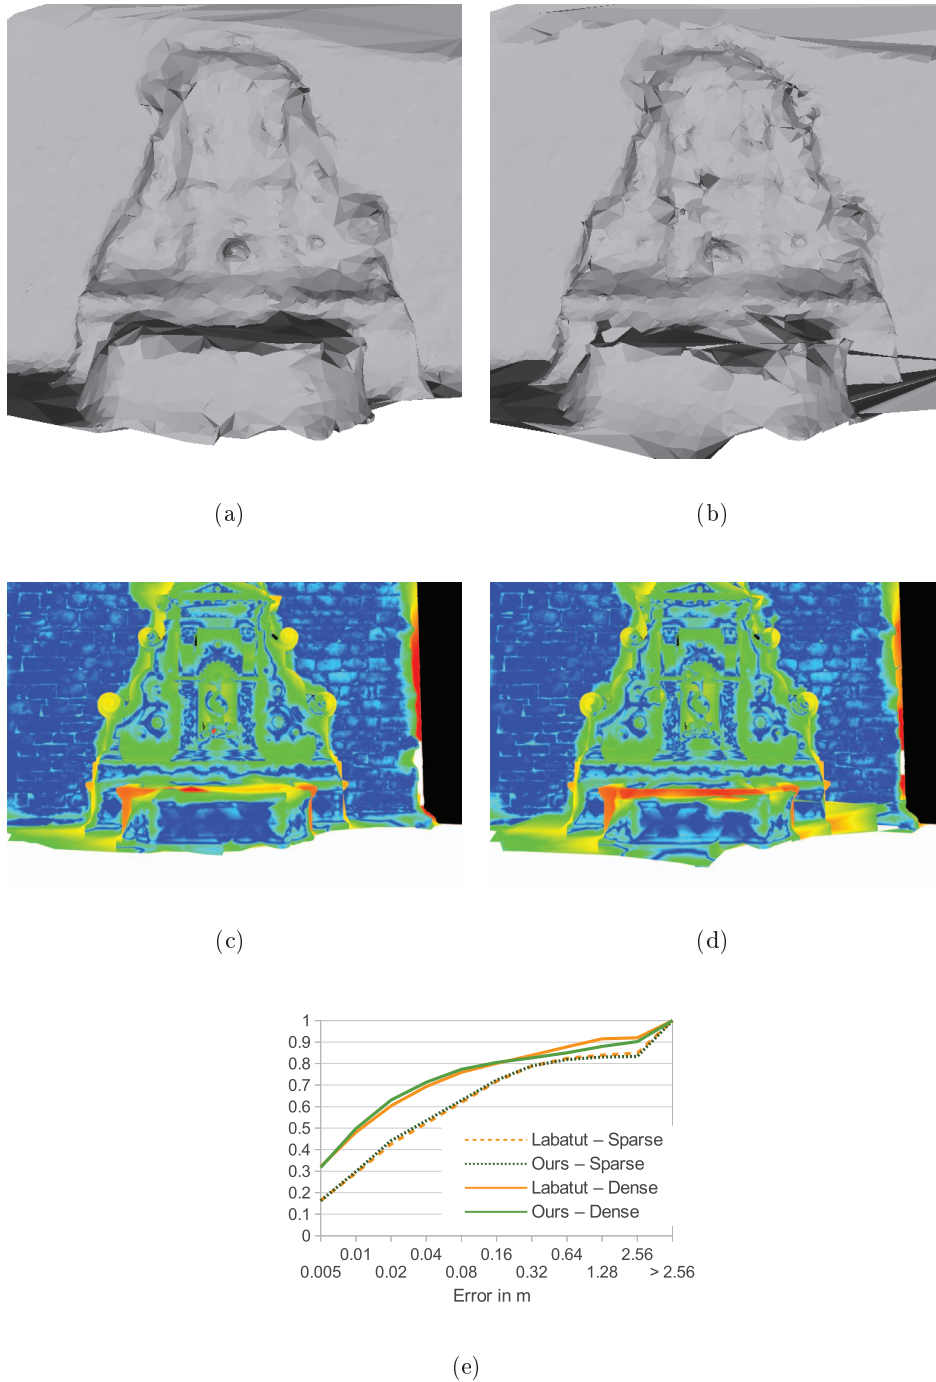 (a)
(b)
(c)
(d)
1
0.9
0.8
0.7
0.6
0.5
0.4
0.3
0.2
0.1
0
Labatut – Sparse
Ours – Sparse
Labatut – Dense
Ours – Dense
0.01 0.04 0.16 0.64 2.56
0.005 0.02 0.08 0.32 1.28 > 2.56
Error in m
(e)